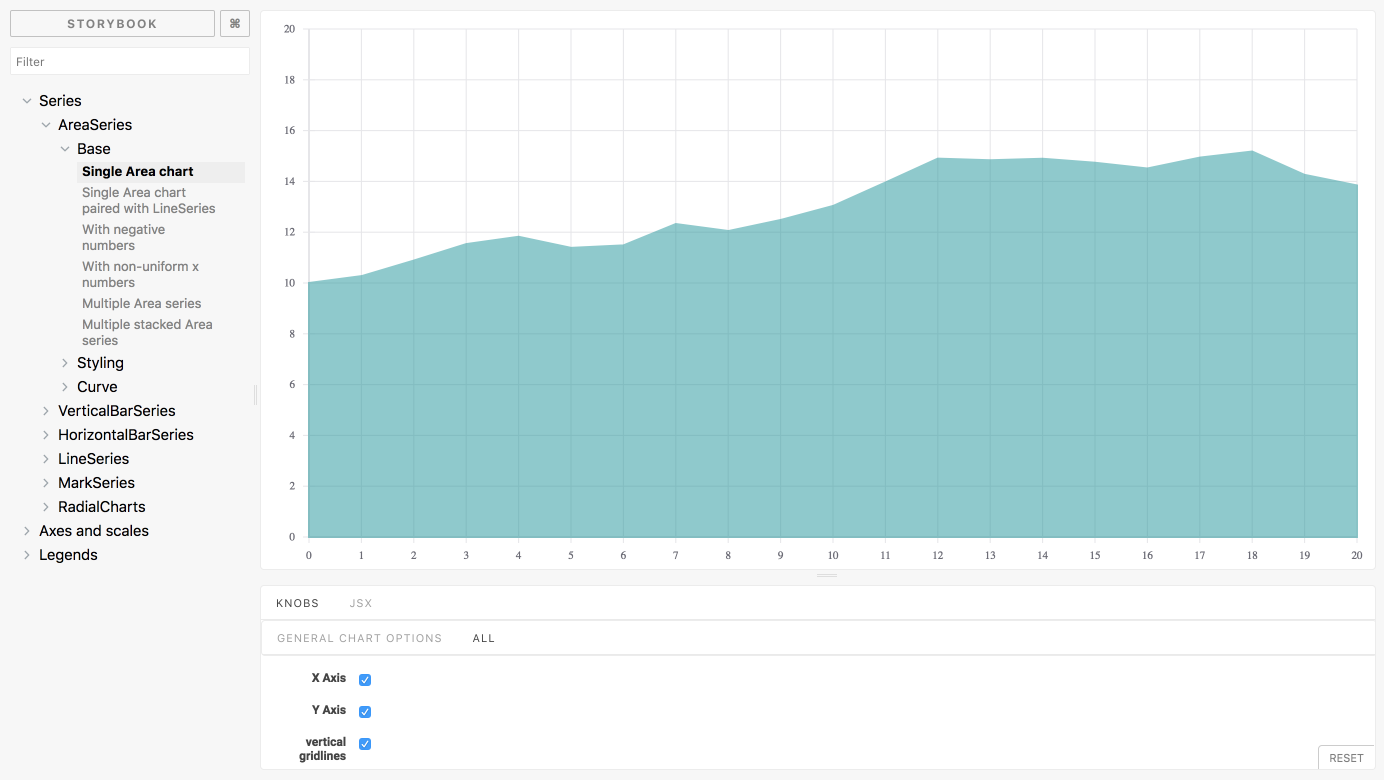 STORYBOOK ⌘
Filter
Series
AreaSeries
Base
Single Area chart
Single Area chart
paired with LineSeries
With negative
numbers
With non-uniform x
numbers
Multiple Area series
Multiple stacked Area
series
Styling
Curve
VerticalBarSeries
HorizontalBarSeries
LineSeries
MarkSeries
RadialCharts
Axes and scales
Legends
20
18
16
14
12
10
8
6
4
2
0
0 1 2 3 4 5 6 7 8 9 10 11 12 13 14 15 16 17 18 19 20
KNOBS JSX
GENERAL CHART OPTIONS ALL
X Axis
Y Axis
vertical
gridlines
RESET